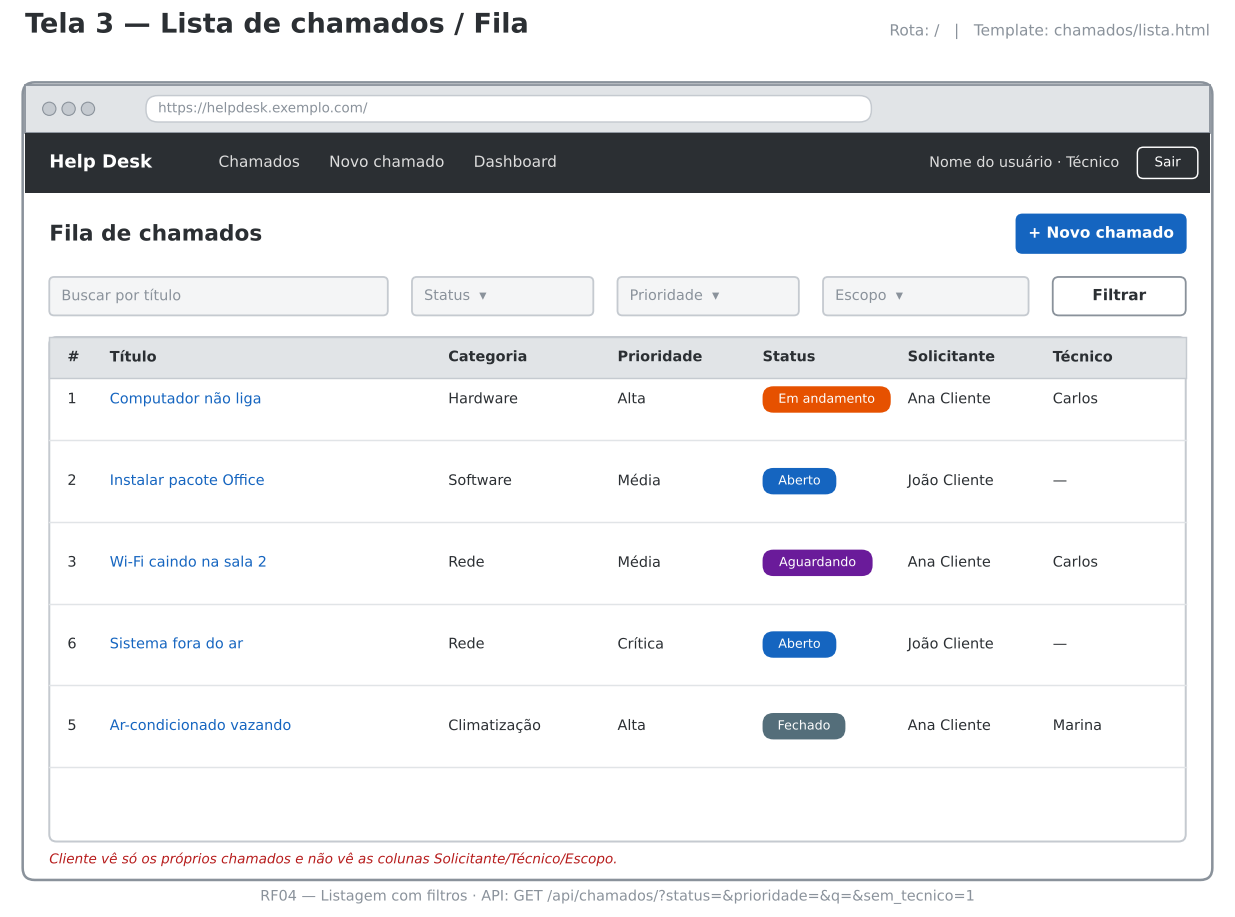 Tela 3 — Lista de chamados / Fila
Rota: / | Template: chamados/lista.html
https://helpdesk.exemplo.com/
Help Desk Chamados Novo chamado Dashboard Nome do usuário · Técnico Sair
Fila de chamados + Novo chamado
Buscar por título Status ▾ Prioridade ▾ Escopo ▾ Filtrar
# Título Categoria Prioridade Status Solicitante Técnico
1 Computador não liga Hardware Alta Em andamento Ana Cliente Carlos
2 Instalar pacote Office Software Média Aberto João Cliente —
3 Wi-Fi caindo na sala 2 Rede Média Aguardando Ana Cliente Carlos
6 Sistema fora do ar Rede Crítica Aberto João Cliente —
5 Ar-condicionado vazando Climatização Alta Fechado Ana Cliente Marina
Cliente vê só os próprios chamados e não vê as colunas Solicitante/Técnico/Escopo.
RF04 — Listagem com filtros · API: GET /api/chamados/?status=&prioridade=&q=&sem_tecnico=1